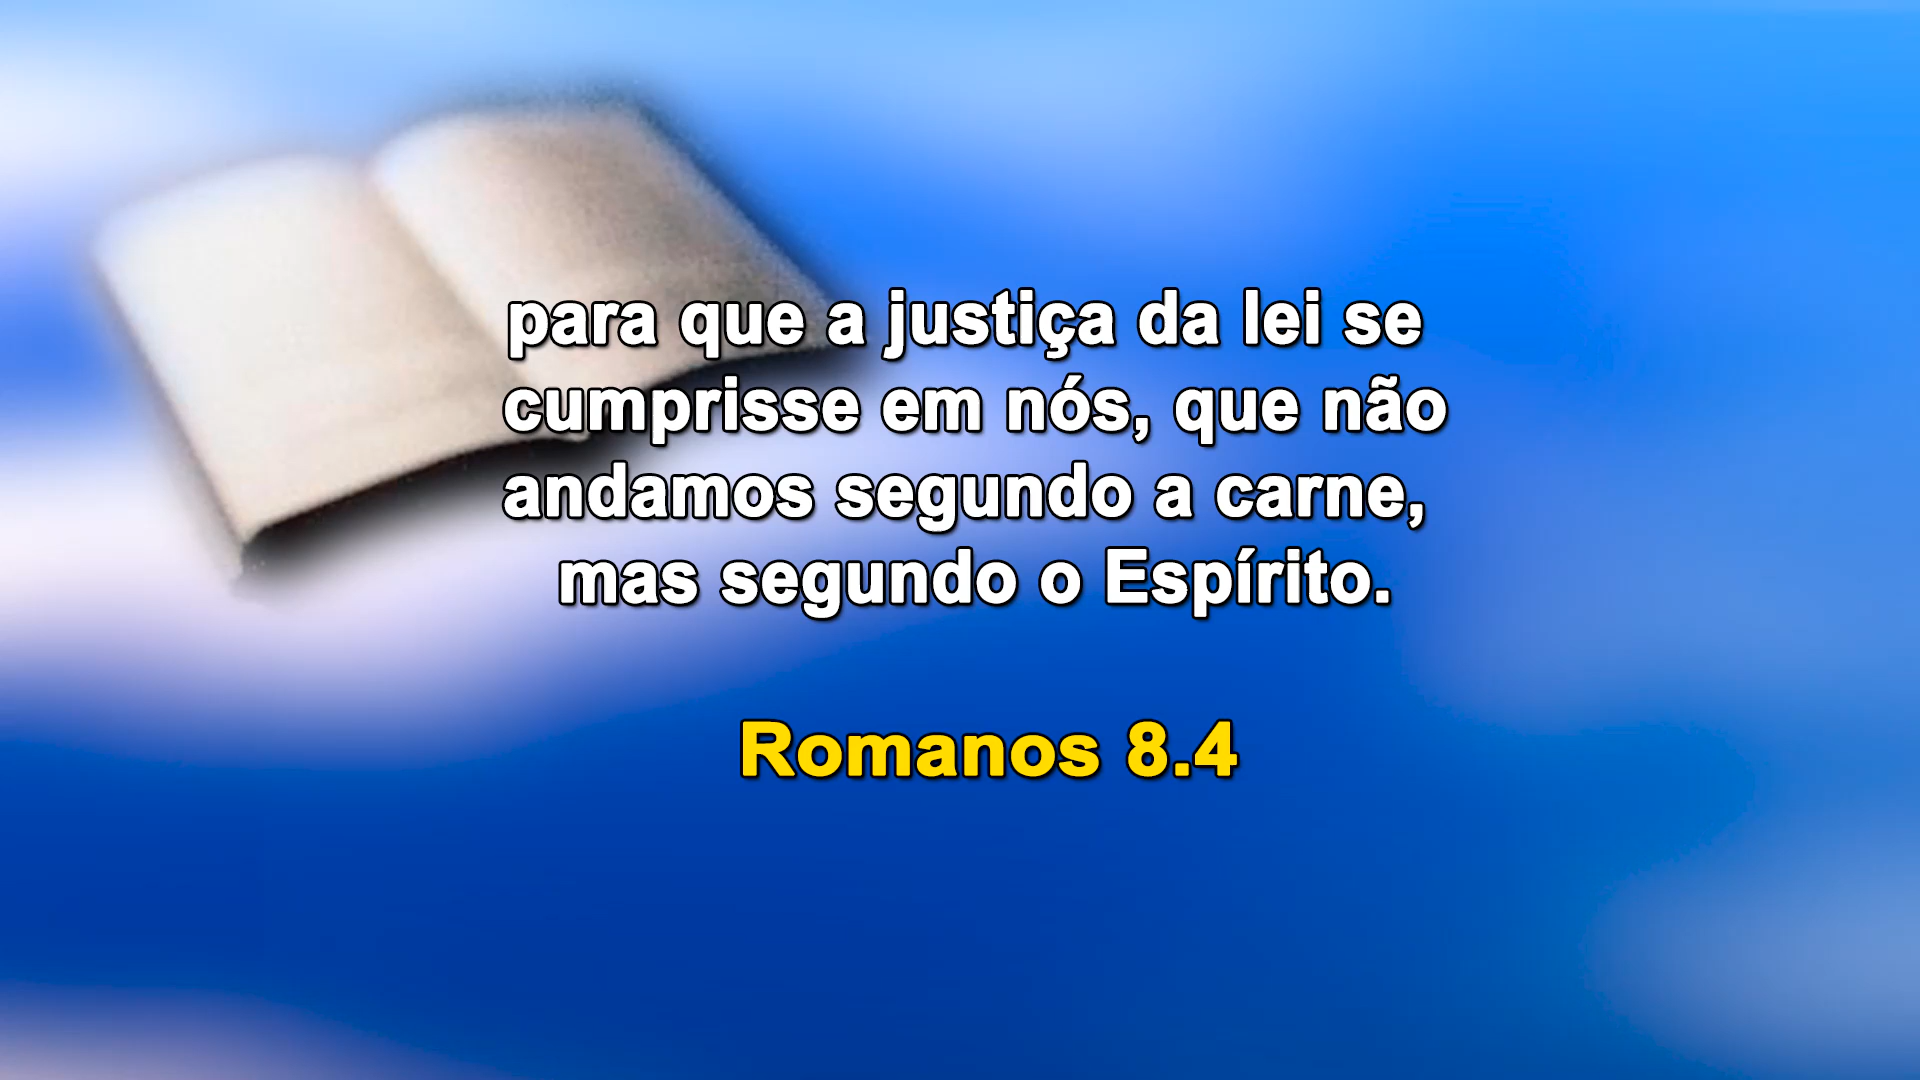 para que a justiça da lei se
cumprisse em nós, que não
andamos segundo a carne,
mas segundo o Espírito.
Romanos 8.4